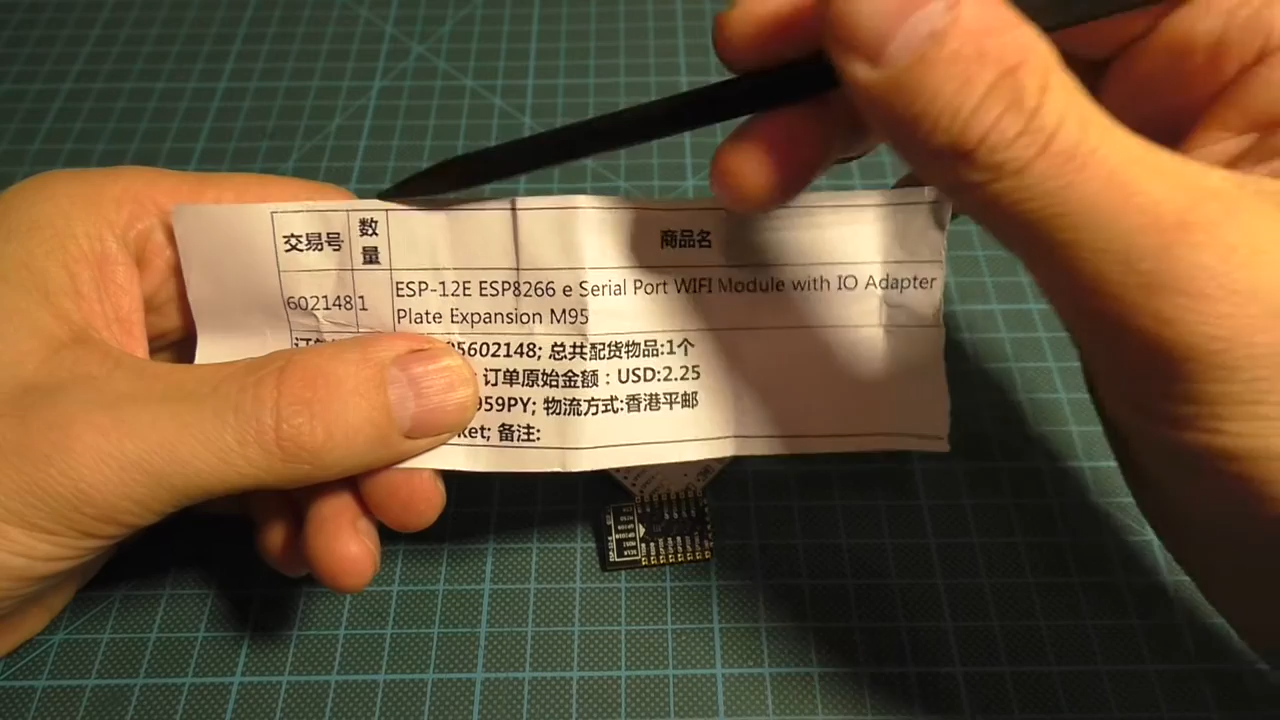 交易号 数量 商品名
602148 1 ESP-12E ESP8266 e Serial Port WIFI Module with IO Adapter
Plate Expansion M95
5602148; 总共配货物品:1个
订单原始金额：USD:2.25
959PY; 物流方式:香港平邮
ket; 备注: